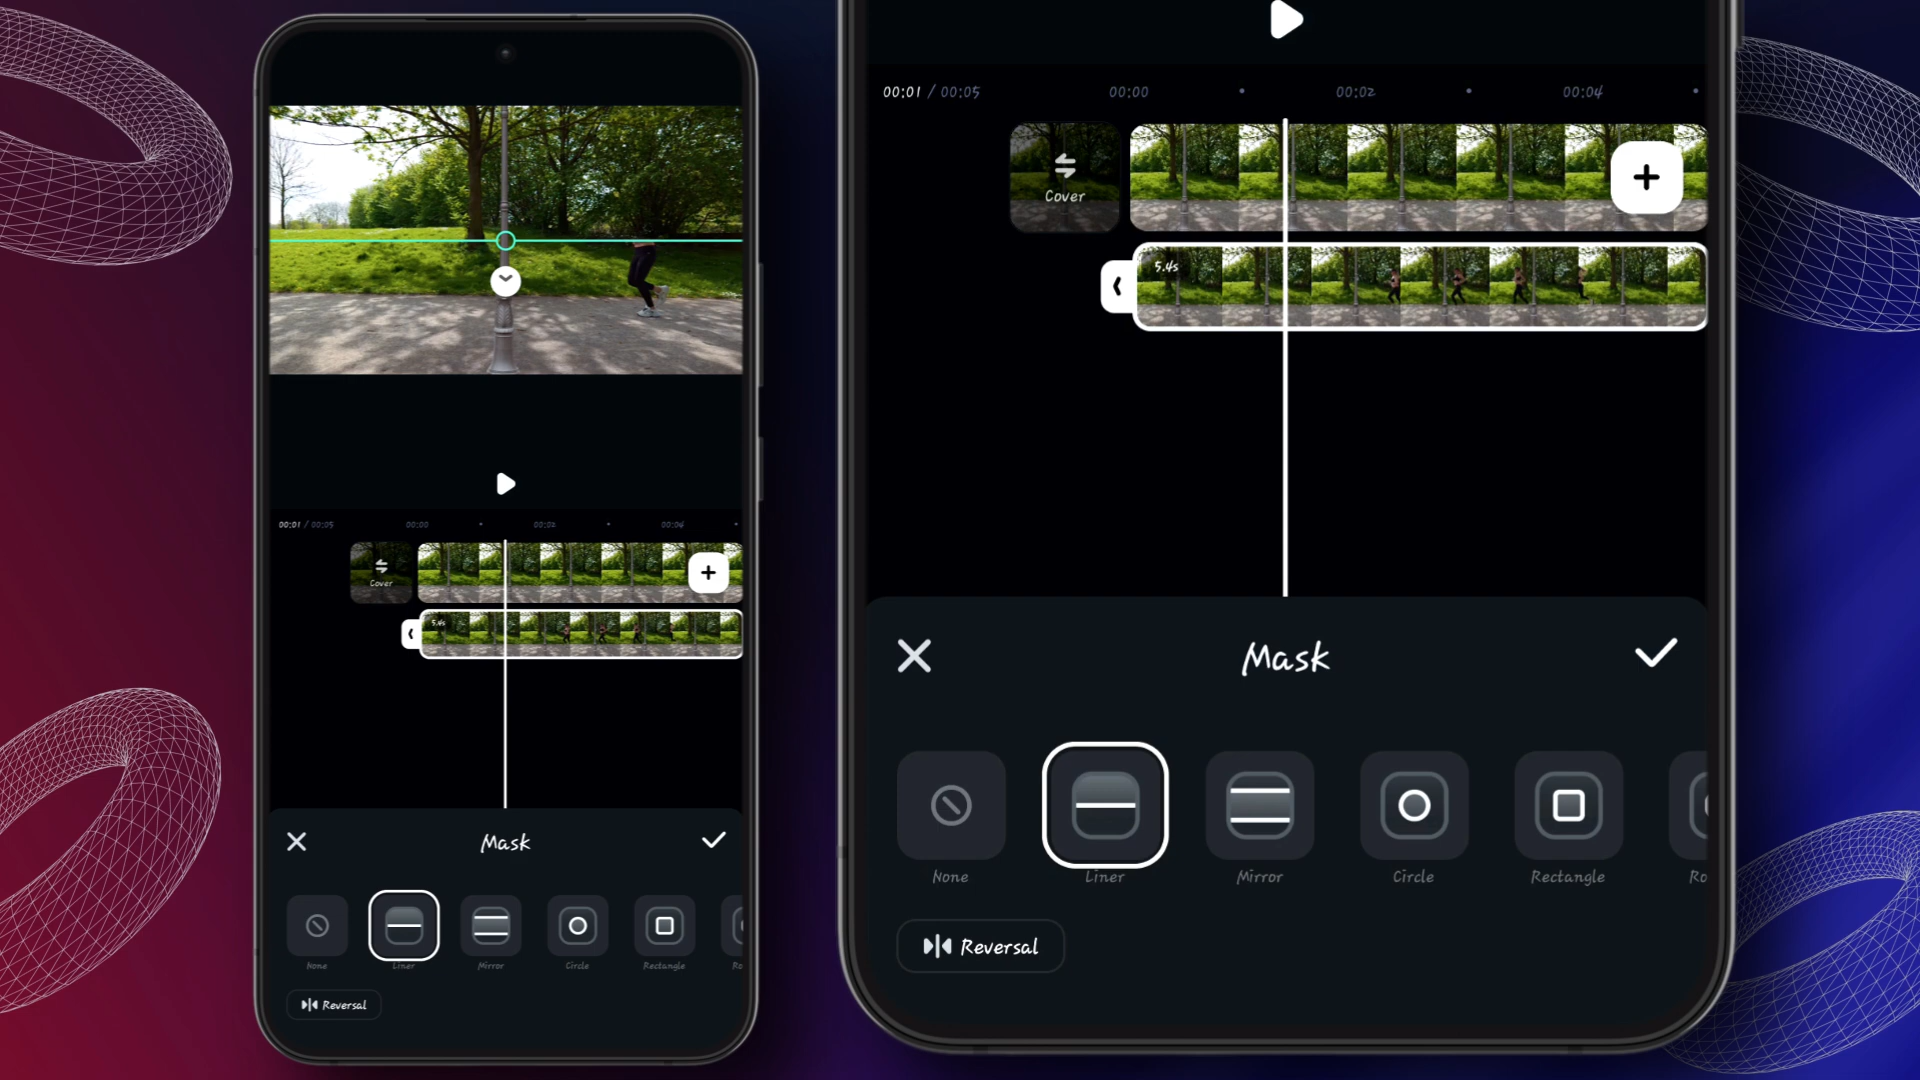 00:01 / 00:05 00:00 00:02 00:04
Cover
5.4s
Mask
None Liner Mirror Circle Rectangle Ro
Reversal
00:01 / 00:05 00:00 00:02 00:04
Cover
5.4s
Mask
None Liner Mirror Circle Rectangle Ro
Reversal